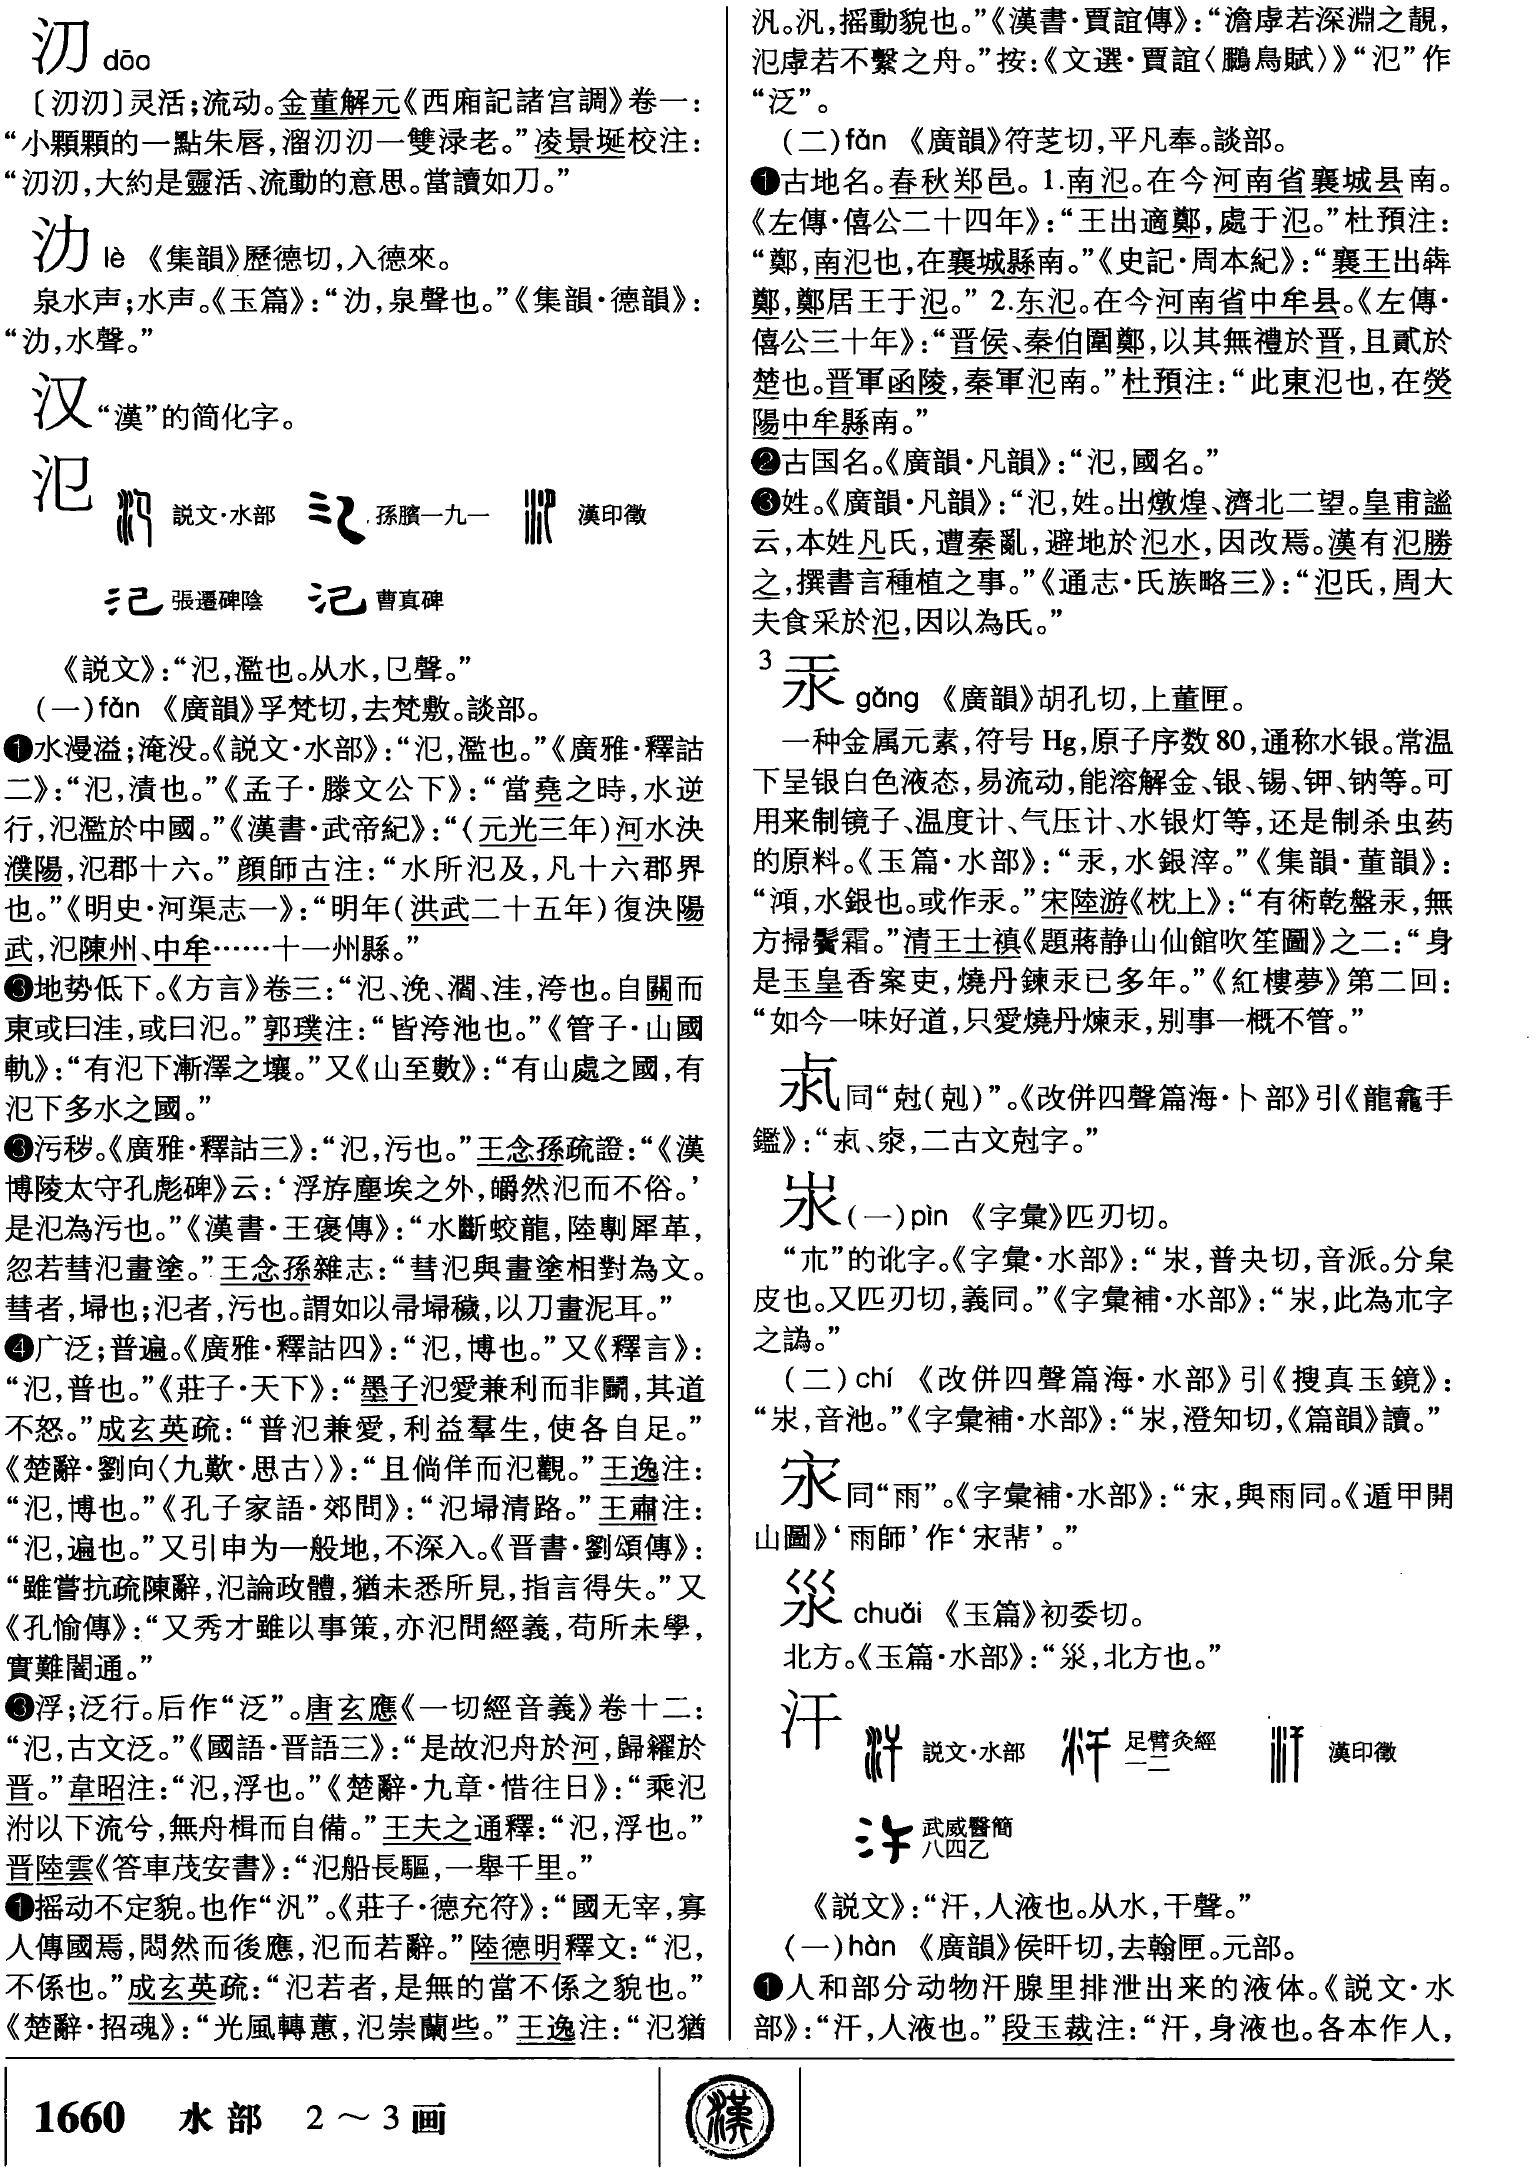 氻 dāo
〔氻氻〕灵活；流动。金董解元《西廂記諸宫調》卷一：
“小顆顆的一點朱唇，溜氻氻一雙渌老。”凌景埏校注：
“氻氻，大約是靈活、流動的意思。當讀如刀。”
泐 lè 《集韻》歷德切，入德來。
泉水声；水声。《玉篇》：“氻，泉聲也。”《集韻·德韻》：
“氻，水聲。”
汉 “漢”的简化字。
氾 説文·水部 孫臏一九一 漢印徵
張遷碑陰 曹真碑
《説文》：“氾，濫也。从水，㔾聲。”
（一）fàn 《廣韻》孚梵切，去梵敷。談部。
❶水漫溢；淹没。《説文·水部》：“氾，濫也。”《廣雅·釋詁
二》：“氾，漬也。”《孟子·滕文公下》：“當堯之時，水逆
行，氾濫於中國。”《漢書·武帝紀》：“（元光三年）河水決
濮陽，氾郡十六。”顔師古注：“水所氾及，凡十六郡界
也。”《明史·河渠志一》：“明年（洪武二十五年）復決陽
武，氾陳州、中牟……十一州縣。”
❸地势低下。《方言》卷三：“氾、浼、澗、洼，洿也。自關而
東或曰洼，或曰氾。”郭璞注：“皆洿池也。”《管子·山國
軌》：“有氾下漸澤之壤。”又《山至數》：“有山處之國，有
氾下多水之國。”
❸污秽。《廣雅·釋詁三》：“氾，污也。”王念孫疏證：“《漢
博陵太守孔彪碑》云：‘浮斿塵埃之外，皭然氾而不俗。’
是氾為污也。”《漢書·王褒傳》：“水斷蛟龍，陸剸犀革，
忽若彗氾畫塗。”王念孫雜志：“彗氾與畫塗相對為文。
彗者，埽也；氾者，污也。謂如以帚埽穢，以刀畫泥耳。”
❹广泛；普遍。《廣雅·釋詁四》：“氾，博也。”又《釋言》：
“氾，普也。”《莊子·天下》：“墨子氾愛兼利而非鬭，其道
不怒。”成玄英疏：“普氾兼愛，利益羣生，使各自足。”
《楚辭·劉向〈九歎·思古〉》：“且倘佯而氾觀。”王逸注：
“氾，博也。”《孔子家語·郊問》：“氾埽清路。”王肅注：
“氾，遍也。”又引申为一般地，不深入。《晋書·劉頌傳》：
“雖嘗抗疏陳辭，氾論政體，猶未悉所見，指言得失。”又
《孔愉傳》：“又秀才雖以事策，亦氾問經義，苟所未學，
實難闇通。”
❸浮；泛行。后作“泛”。唐玄應《一切經音義》卷十二：
“氾，古文泛。”《國語·晋語三》：“是故氾舟於河，歸糴於
晋。”韋昭注：“氾，浮也。”《楚辭·九章·惜往日》：“乘氾
泭以下流兮，無舟楫而自備。”王夫之通釋：“氾，浮也。”
晋陸雲《答車茂安書》：“氾船長驅，一舉千里。”
❶摇动不定貌。也作“汎”。《莊子·德充符》：“國无宰，寡
人傳國焉，悶然而後應，氾而若辭。”陸德明釋文：“氾，
不係也。”成玄英疏：“氾若者，是無的當不係之貌也。”
《楚辭·招魂》：“光風轉蕙，氾崇蘭些。”王逸注：“氾猶
汎。汎，摇動貌也。”《漢書·賈誼傳》：“澹虖若深淵之靚，
氾虖若不繫之舟。”按：《文選·賈誼〈鵩鳥賦〉》“氾”作
“泛”。
（二）fán 《廣韻》符芝切，平凡奉。談部。
❶古地名。春秋郑邑。1.南氾。在今河南省襄城县南。
《左傳·僖公二十四年》：“王出適鄭，處于氾。”杜預注：
“鄭，南氾也，在襄城縣南。”《史記·周本紀》：“襄王出犇
鄭，鄭居王于氾。” 2.东氾。在今河南省中牟县。《左傳·
僖公三十年》：“晋侯、秦伯圍鄭，以其無禮於晋，且貳於
楚也。晋軍函陵，秦軍氾南。”杜預注：“此東氾也，在熒
陽中牟縣南。”
❷古国名。《廣韻·凡韻》：“氾，國名。”
❸姓。《廣韻·凡韻》：“氾，姓。出燉煌、濟北二望。皇甫謐
云，本姓凡氏，遭秦亂，避地於氾水，因改焉。漢有氾勝
之，撰書言種植之事。”《通志·氏族略三》：“氾氏，周大
夫食采於氾，因以為氏。”
3 汞 gǒng 《廣韻》胡孔切，上董匣。
一种金属元素，符号 Hg，原子序数 80，通称水银。常温
下呈银白色液态，易流动，能溶解金、银、锡、钾、钠等。可
用来制镜子、温度计、气压计、水银灯等，还是制杀虫药
的原料。《玉篇·水部》：“汞，水銀滓。”《集韻·董韻》：
“澒，水銀也。或作汞。”宋陸游《枕上》：“有術乾盤汞，無
方掃鬢霜。”清王士禛《題蔣静山仙館吹笙圖》之二：“身
是玉皇香案吏，燒丹鍊汞已多年。”《紅樓夢》第二回：
“如今一味好道，只愛燒丹煉汞，别事一概不管。”
同“尅（剋）”。《改併四聲篇海·卜部》引《龍龕手
鑑》：“二古文尅字。”
（一）pìn 《字彙》匹刃切。
“𣎳”的讹字。《字彙·水部》：“普夬切，音派。分枲
皮也。又匹刃切，義同。”《字彙補·水部》：“此為𣎳字
之譌。”
（二）chí 《改併四聲篇海·水部》引《搜真玉鏡》：
“音池。”《字彙補·水部》：“澄知切，《篇韻》讀。”
同“雨”。《字彙補·水部》：“與雨同。《遁甲開
山圖》‘雨師’作。”
chuǎi 《玉篇》初委切。
北方。《玉篇·水部》：“北方也。”
汗 説文·水部 足臂灸經一二 漢印徵
武威醫簡八四乙
《説文》：“汗，人液也。从水，干聲。”
（一）hàn 《廣韻》侯旰切，去翰匣。元部。
❶人和部分动物汗腺里排泄出来的液体。《説文·水
部》：“汗，人液也。”段玉裁注：“汗，身液也。各本作人，
1660 水部 2～3画
漢